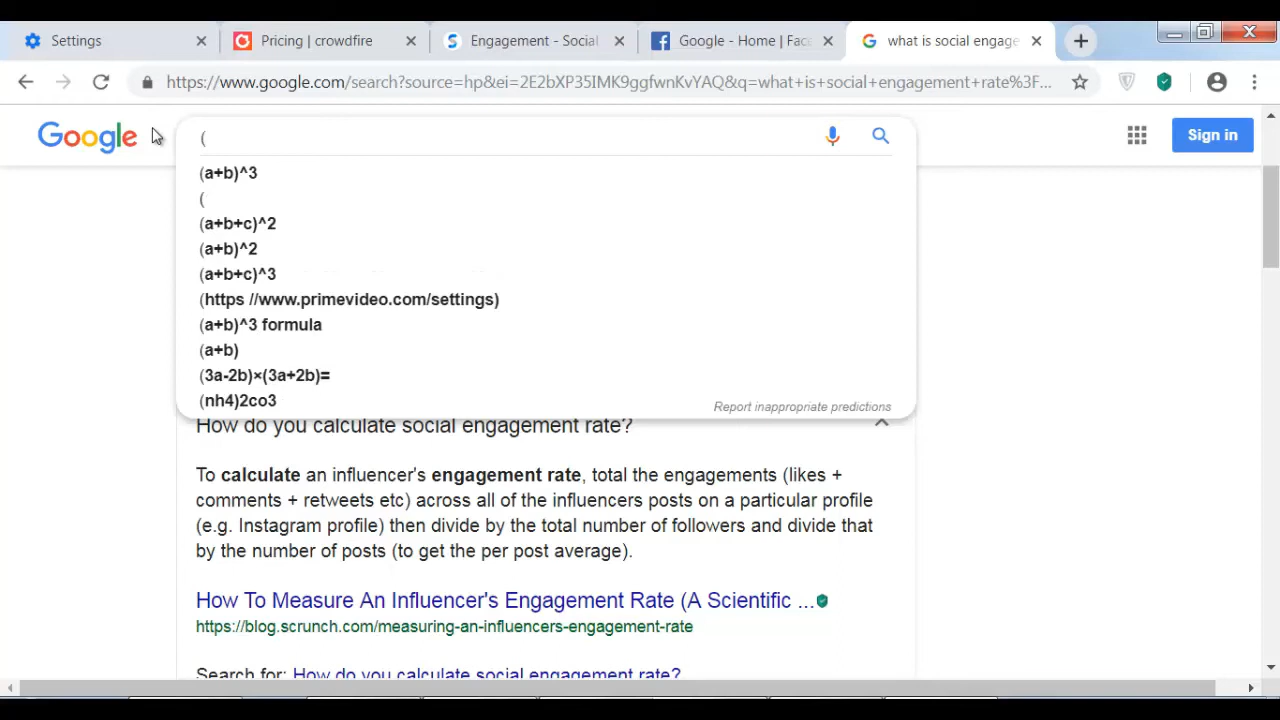 Settings
Pricing | crowdfire
Engagement - Social
Google - Home | Fac
what is social engage
https://www.google.com/search?source=hp&ei=2E2bXP35IMK9ggfwnKvYAQ&q=what+is+social+engagement+rate%3F...
Google
(
Sign in
(a+b)^3
(
(a+b+c)^2
(a+b)^2
(a+b+c)^3
(https //www.primevideo.com/settings)
(a+b)^3 formula
(a+b)
(3a-2b)×(3a+2b)=
(nh4)2co3
Report inappropriate predictions
How do you calculate social engagement rate?
To calculate an influencer's engagement rate, total the engagements (likes +
comments + retweets etc) across all of the influencers posts on a particular profile
(e.g. Instagram profile) then divide by the total number of followers and divide that
by the number of posts (to get the per post average).
How To Measure An Influencer's Engagement Rate (A Scientific ...
https://blog.scrunch.com/measuring-an-influencers-engagement-rate
Search for: How do you calculate social engagement rate?